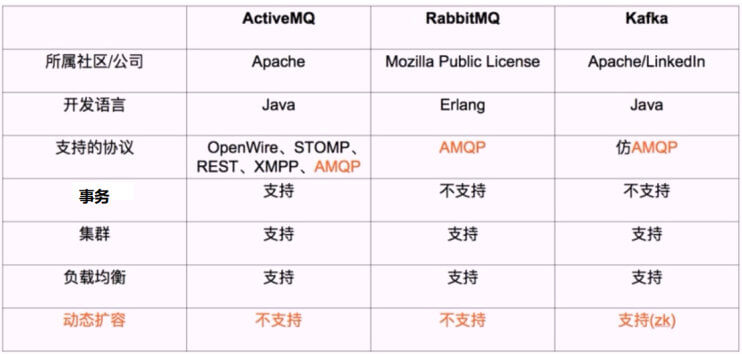 ActiveMQ RabbitMQ Kafka
所属社区/公司 Apache Mozilla Public License Apache/LinkedIn
开发语言 Java Erlang Java
支持的协议 OpenWire、STOMP、 AMQP 仿AMQP
REST、XMPP、AMQP
事务 支持 不支持 不支持
集群 支持 支持 支持
负载均衡 支持 支持 支持
动态扩容 不支持 不支持 支持(zk)